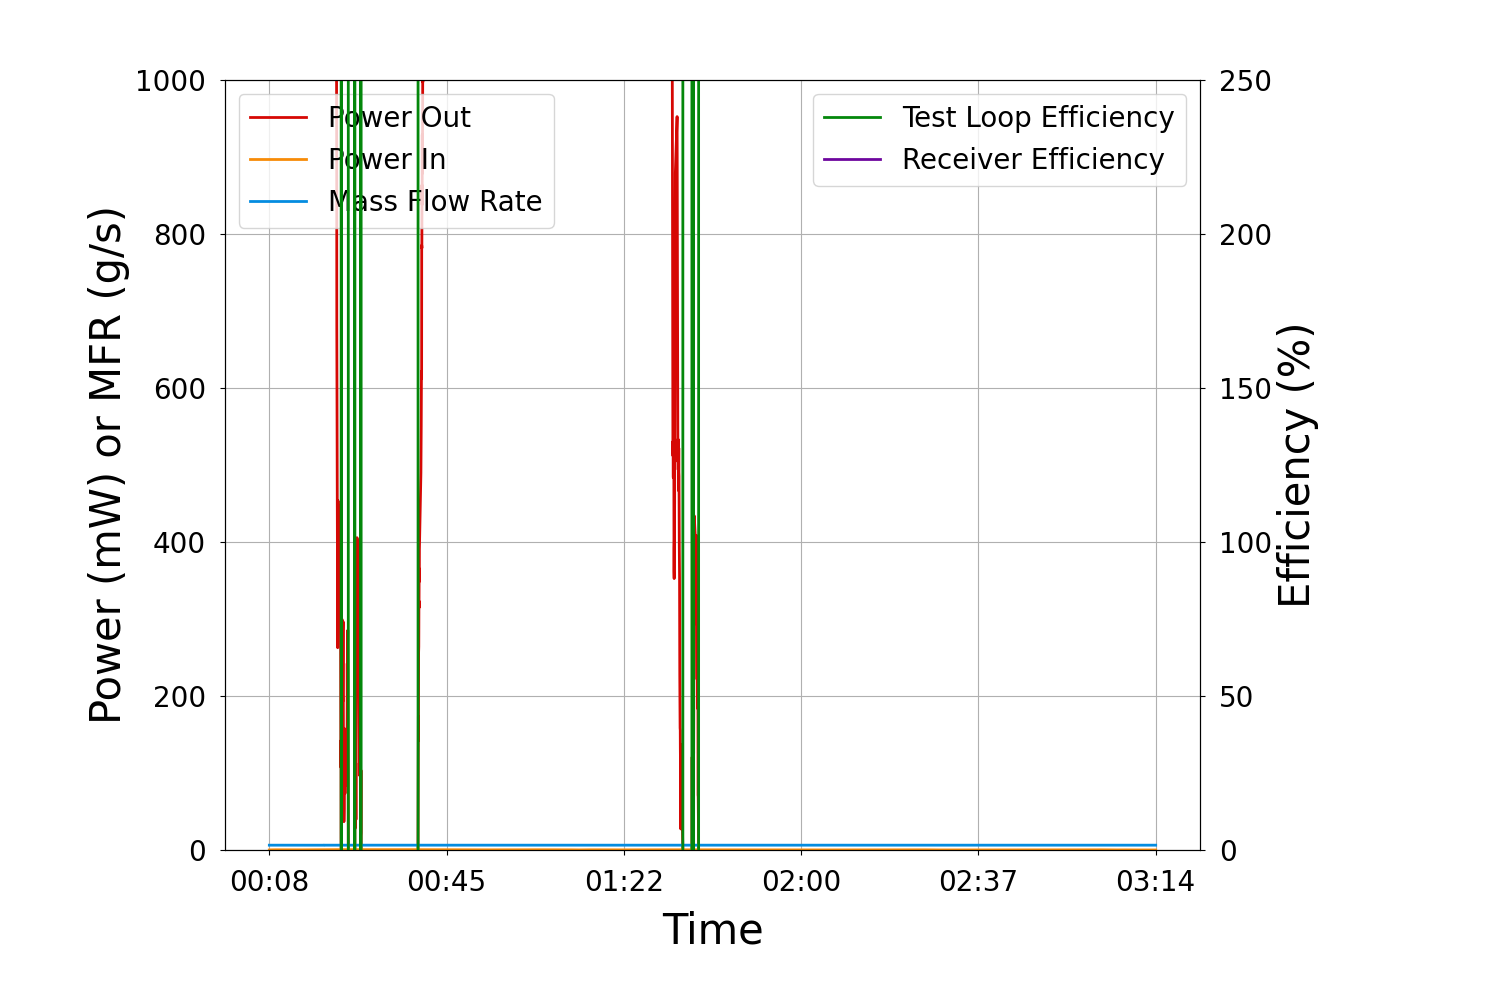 1000
800
600
400
200
0
Power (mW) or MFR (g/s)
Power Out
Power In
Mass Flow Rate
Test Loop Efficiency
Receiver Efficiency
250
200
150
100
50
0
Efficiency (%)
00:08 00:45 01:22 02:00 02:37 03:14
Time